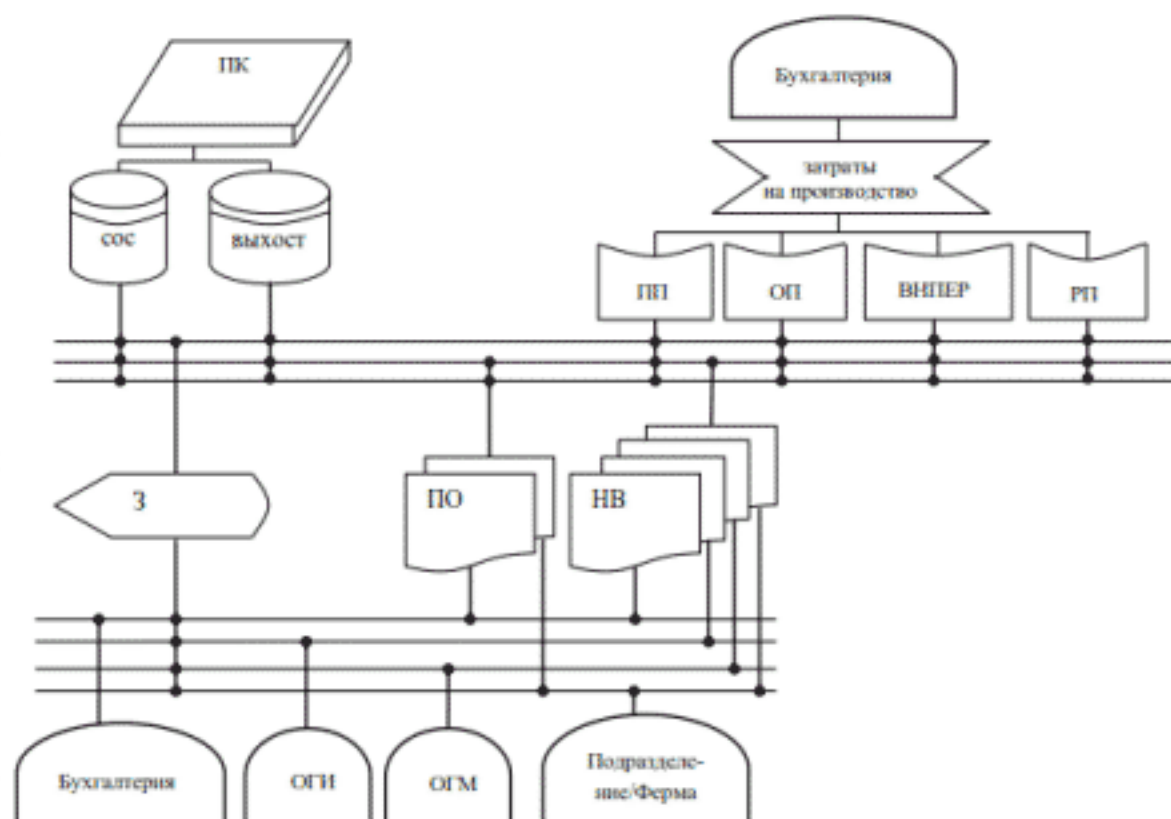 ПК
Бухгалтерия
затраты
на производство
сос
выхост
ПП
ОП
ВНПЕР
РП
З
ПО
НВ
Бухгалтерия
ОГИ
ОГМ
Подразделе-
ние/Ферма